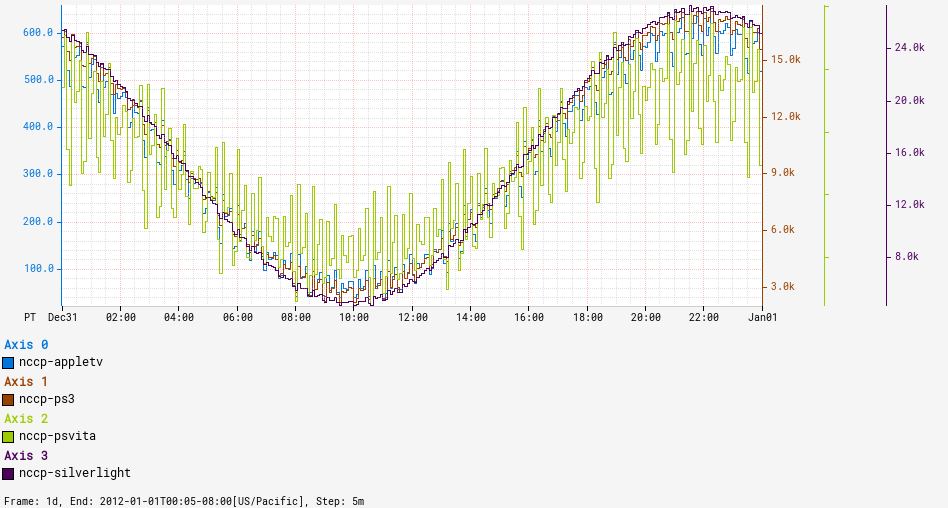 600.0
500.0
400.0
300.0
200.0
100.0
15.0k
12.0k
9.0k
6.0k
3.0k
24.0k
20.0k
16.0k
12.0k
8.0k
PT Dec31 02:00 04:00 06:00 08:00 10:00 12:00 14:00 16:00 18:00 20:00 22:00 Jan01
Axis 0
nccp-appletv
Axis 1
nccp-ps3
Axis 2
nccp-psvita
Axis 3
nccp-silverlight
Frame: 1d, End: 2012-01-01T00:05-08:00[US/Pacific], Step: 5m